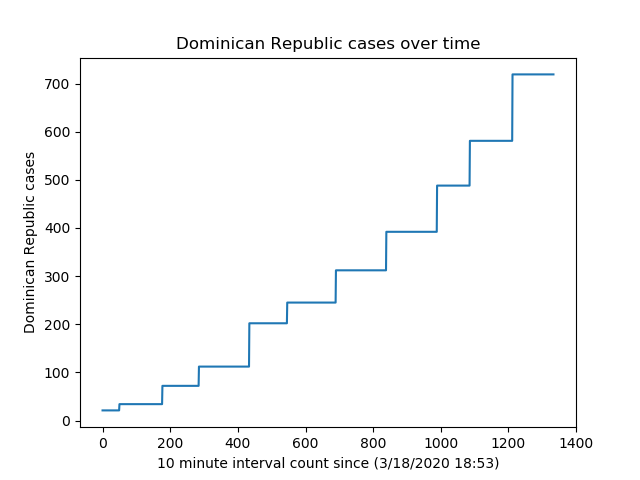 Dominican Republic cases over time
Dominican Republic cases
700
600
500
400
300
200
100
0
0 200 400 600 800 1000 1200 1400
10 minute interval count since (3/18/2020 18:53)